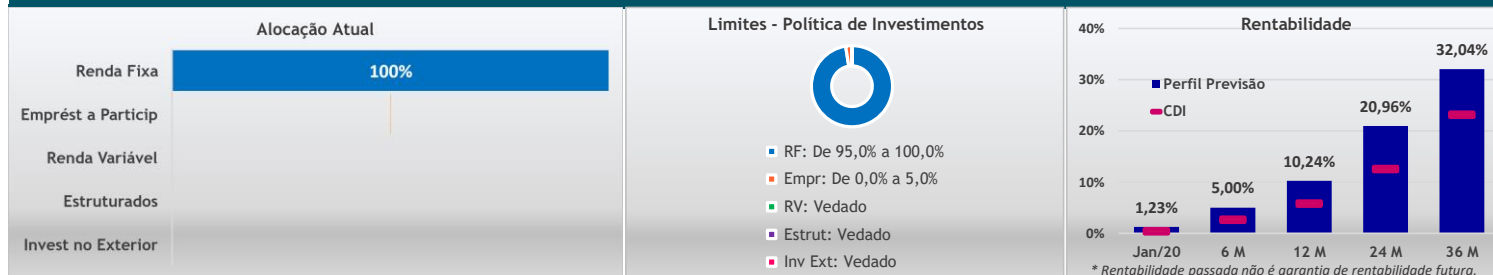 Alocação Atual
Renda Fixa
100%
Emprést a Particip
Renda Variável
Estruturados
Invest no Exterior
Limites - Política de Investimentos
RF: De 95,0% a 100,0%
Empr: De 0,0% a 5,0%
RV: Vedado
Estrut: Vedado
Inv Ext: Vedado
Rentabilidade
40%
30%
20%
10%
0%
Perfil Previsão
CDI
1,23%
5,00%
10,24%
20,96%
32,04%
Jan/20
6 M
12 M
24 M
36 M
* Rentabilidade passada não é garantia de rentabilidade futura.